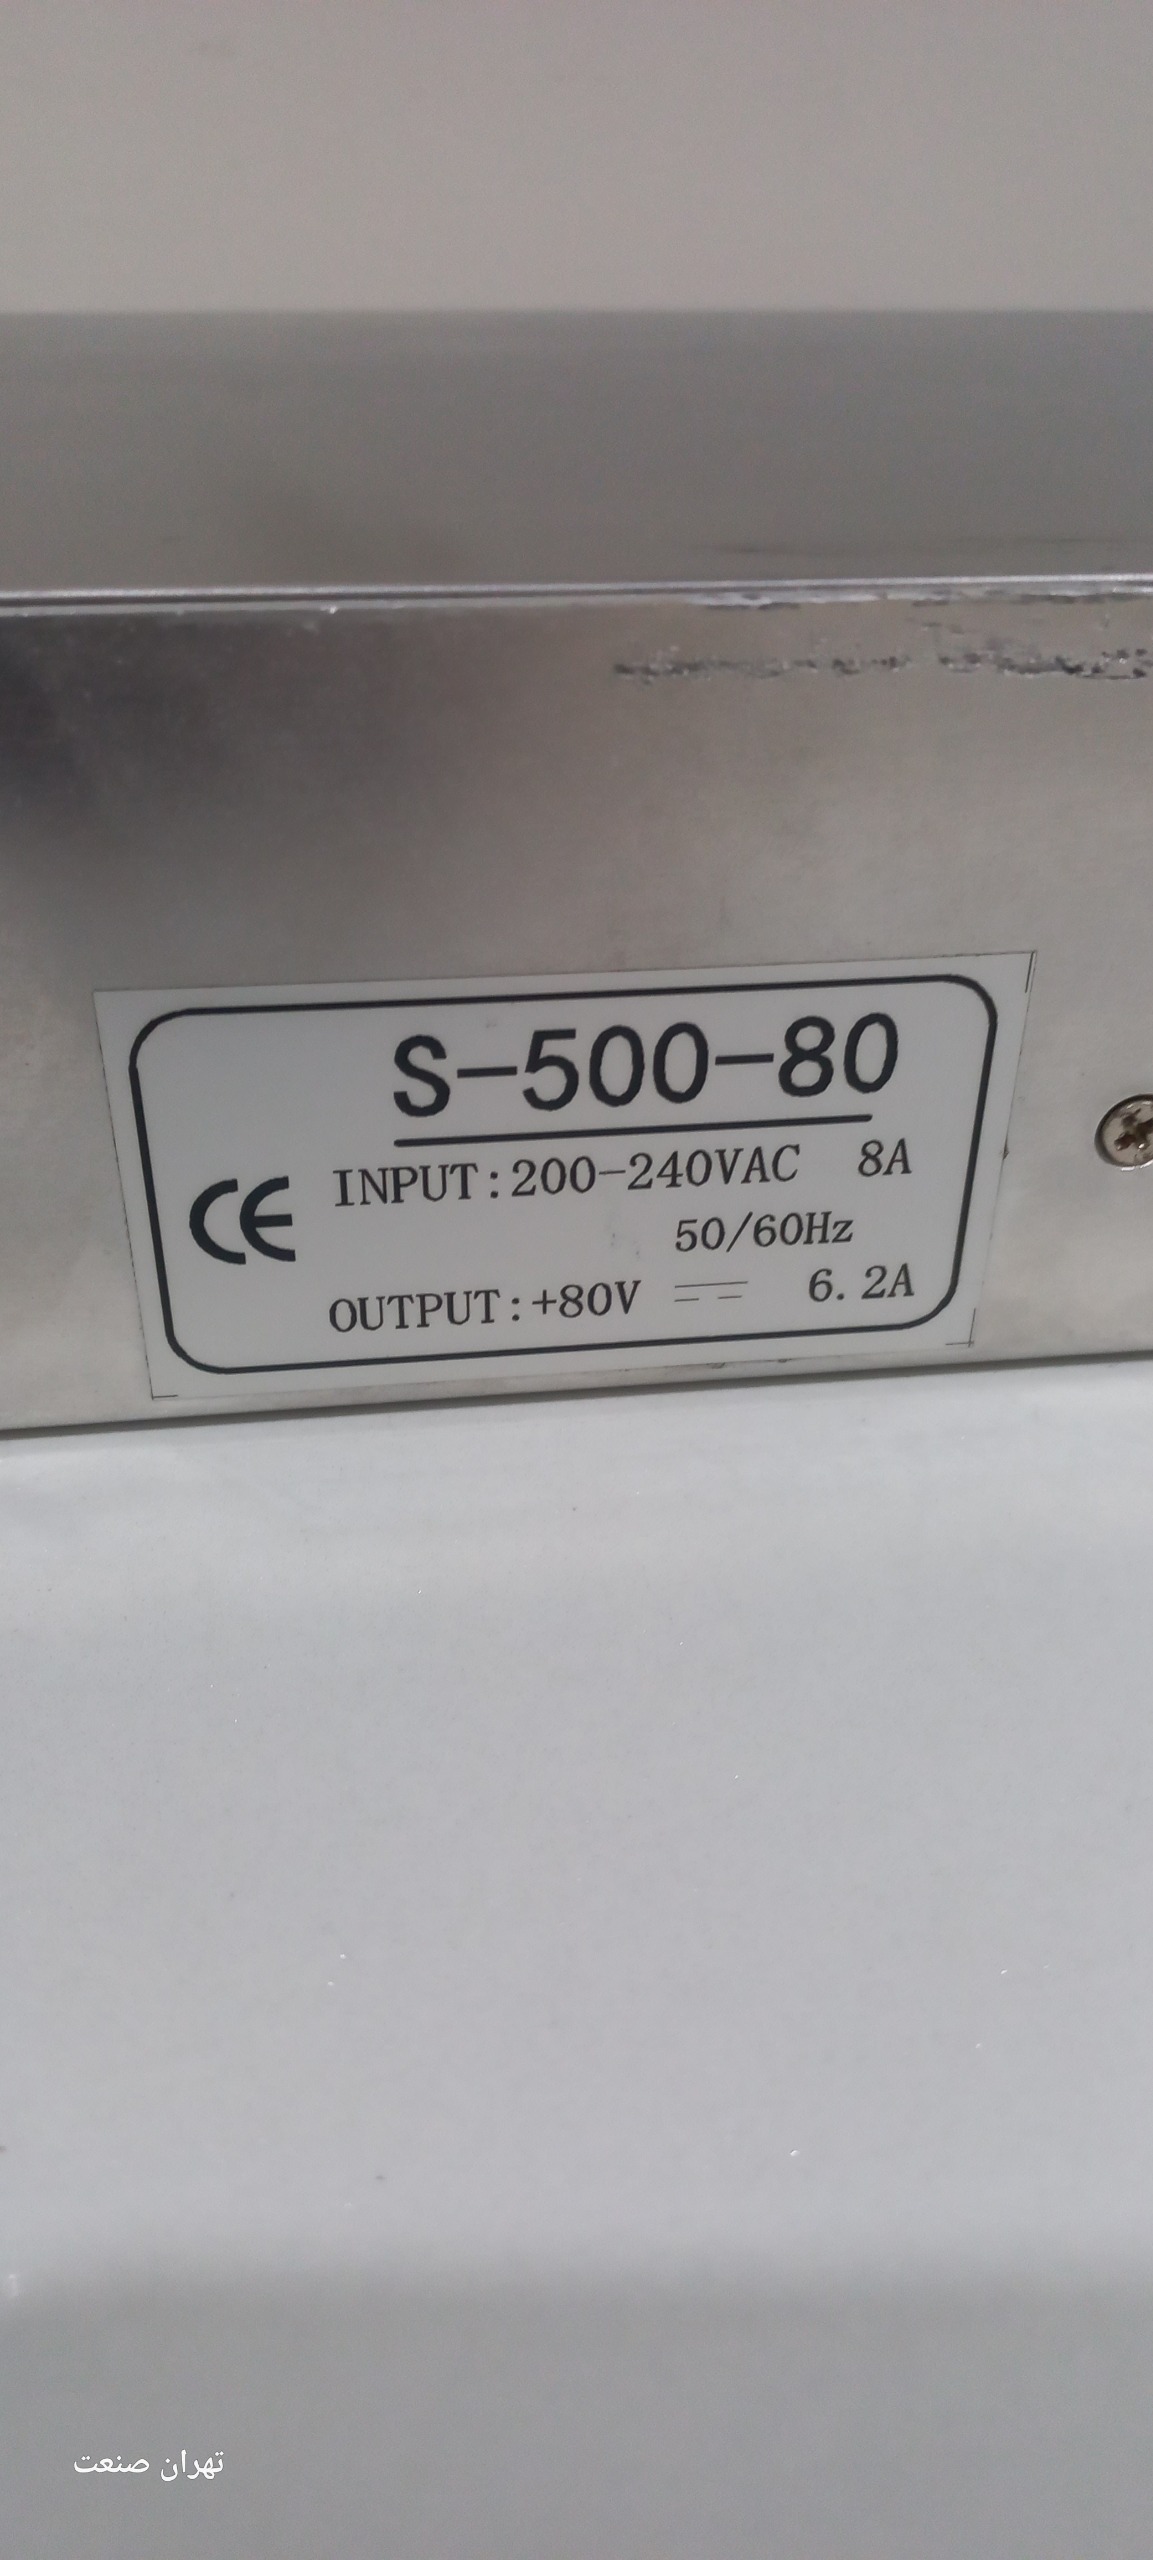 S-500-80
CE
INPUT:200-240VAC 8A
50/60Hz
OUTPUT:+80V ⎓ 6.2A
تهران صنعت